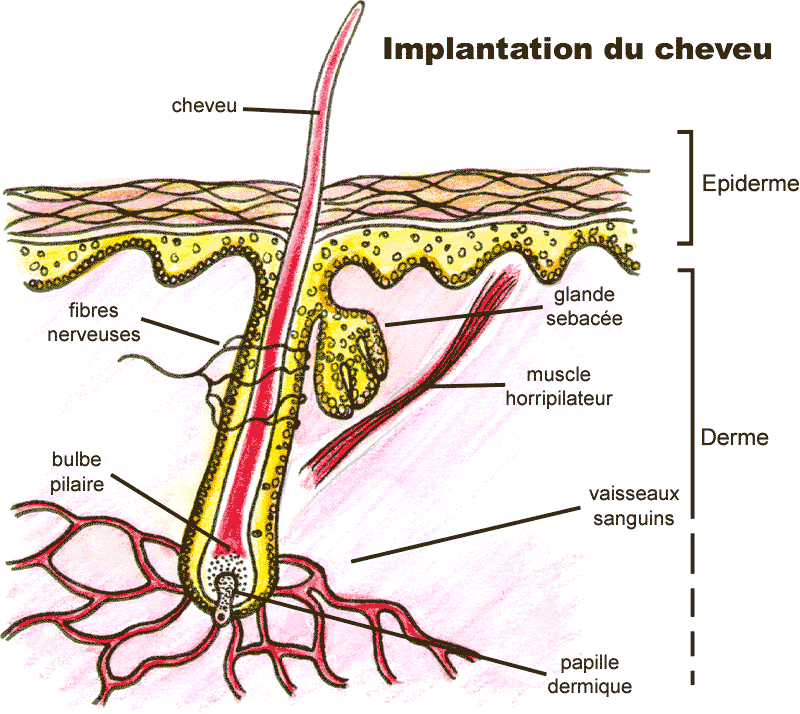 Implantation du cheveu
cheveu
Epiderme
fibres
nerveuses
glande
sebacée
muscle
horripilateur
Derme
bulbe
pilaire
vaisseaux
sanguins
papille
dermique